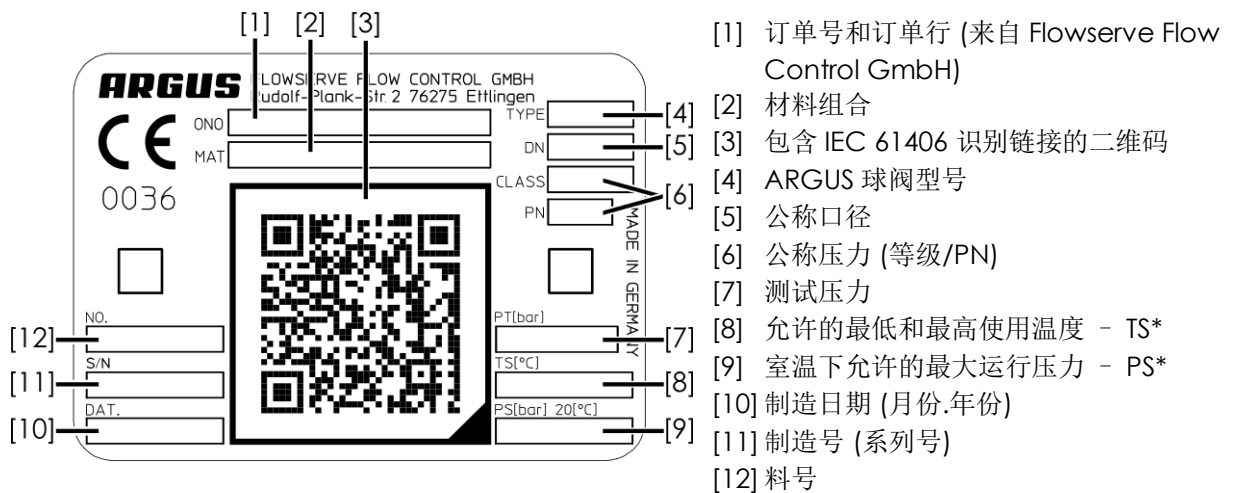 [1] [2] [3]
ARGUS FLOWSERVE FLOW CONTROL GMBH
Rudolf-Plank-Str. 2 76275 Ettlingen
CE
0036
ONO
MAT
TYPE
[4]
DN
[5]
CLASS
PN
[6]
MADE IN GERMANY
NO.
[12]
S/N
[11]
DAT.
[10]
PT[bar]
[7]
TS[°C]
[8]
PS[bar] 20[°C]
[9]
[1] 订单号和订单行 (来自 Flowserve Flow
Control GmbH)
[2] 材料组合
[3] 包含 IEC 61406 识别链接的二维码
[4] ARGUS 球阀型号
[5] 公称口径
[6] 公称压力 (等级/PN)
[7] 测试压力
[8] 允许的最低和最高使用温度 – TS*
[9] 室温下允许的最大运行压力 – PS*
[10] 制造日期 (月份.年份)
[11] 制造号 (系列号)
[12] 料号